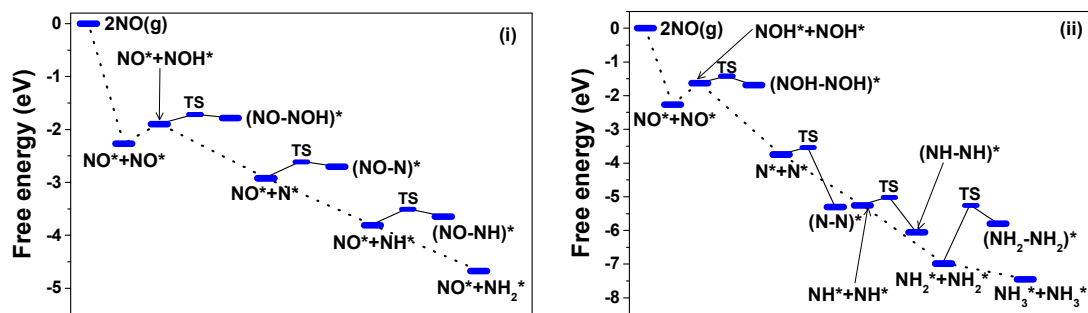 (i)
Free energy (eV)
0
-1
-2
-3
-4
-5
2NO(g)
NO*+NOH*
TS
(NO-NOH)*
NO*+NO*
TS
(NO-N)*
NO*+N*
TS
(NO-NH)*
NO*+NH*
NO*+NH₂*
(ii)
Free energy (eV)
0
-1
-2
-3
-4
-5
-6
-7
-8
2NO(g)
NOH*+NOH*
TS
(NOH-NOH)*
NO*+NO*
TS
(NH-NH)*
N*+N*
TS
TS
(N-N)*
(NH₂-NH₂)*
NH*+NH*
NH₂*+NH₂*
NH₃*+NH₃*